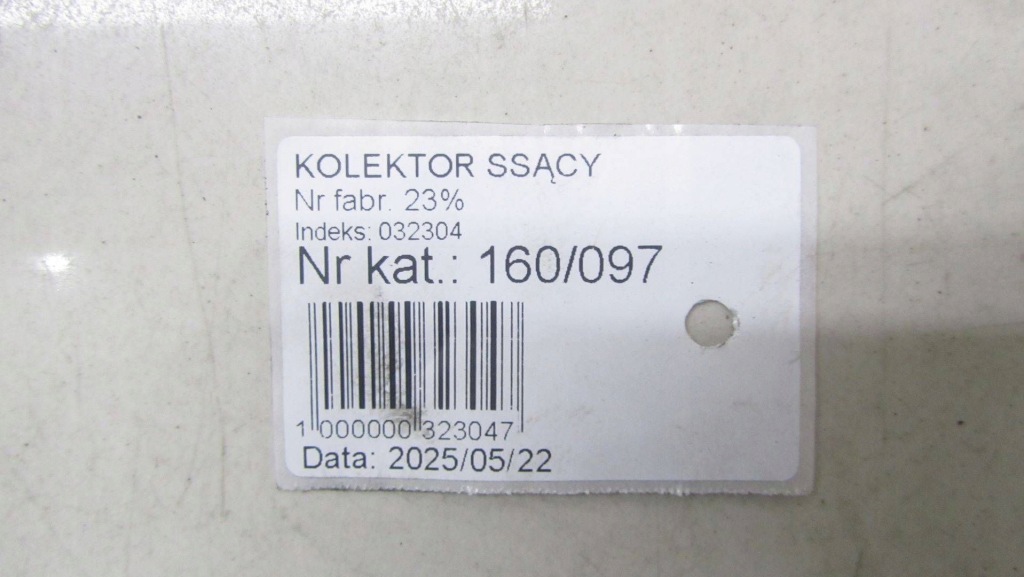 KOLEKTOR SSĄCY
Nr fabr. 23%
Indeks: 032304
Nr kat.: 160/097
1 000000 323047
Data: 2025/05/22